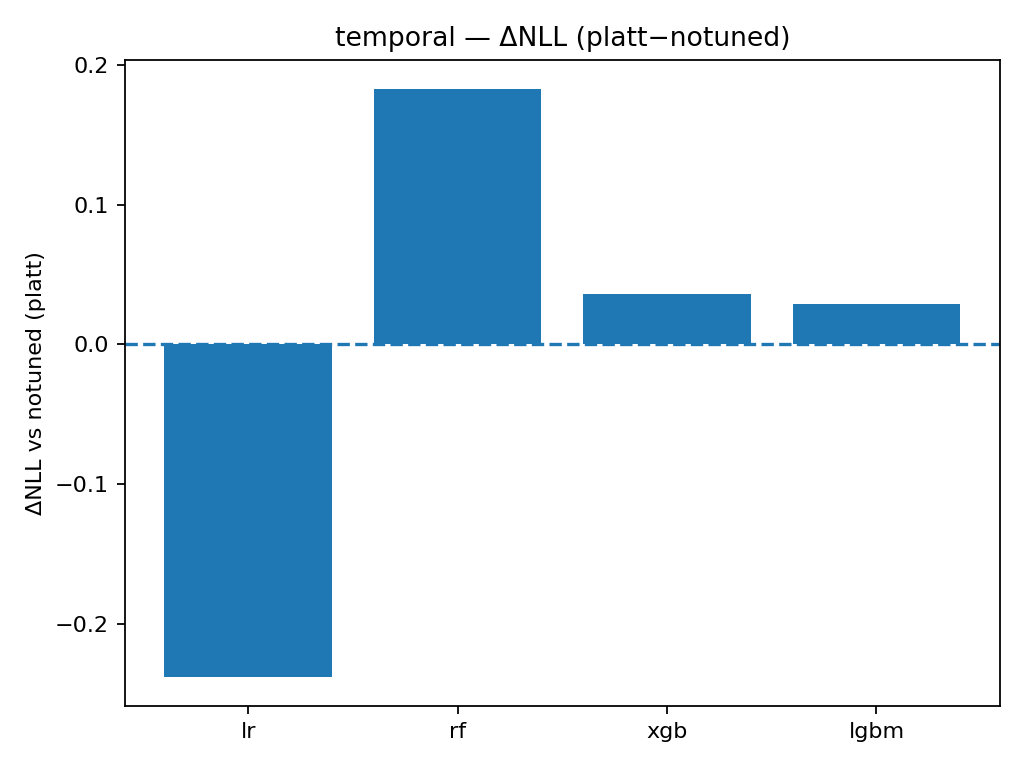 temporal — ΔNLL (platt−notuned)
ΔNLL vs notuned (platt)
0.2
0.1
0.0
−0.1
−0.2
lr rf xgb lgbm